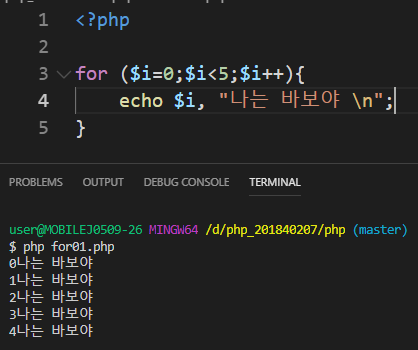 1 <?php
2
3 for ($i=0;$i<5;$i++){
4 echo $i, "나는 바보야 \n";
5 }
PROBLEMS OUTPUT DEBUG CONSOLE TERMINAL
user@MOBILEJ0509-26 MINGW64 /d/php_201840207/php (master)
$ php for01.php
0나는 바보야
1나는 바보야
2나는 바보야
3나는 바보야
4나는 바보야